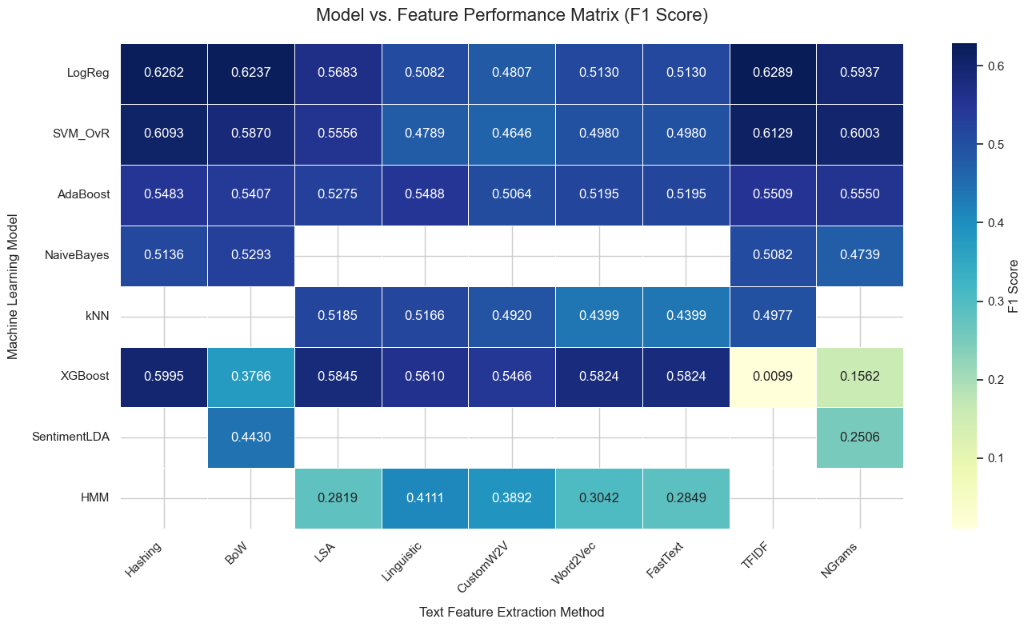 Model vs. Feature Performance Matrix (F1 Score)
Machine Learning Model
LogReg 0.6262 0.6237 0.5683 0.5082 0.4807 0.5130 0.5130 0.6289 0.5937
SVM_OvR 0.6093 0.5870 0.5556 0.4789 0.4646 0.4980 0.4980 0.6129 0.6003
AdaBoost 0.5483 0.5407 0.5275 0.5488 0.5064 0.5195 0.5195 0.5509 0.5550
NaiveBayes 0.5136 0.5293 0.5082 0.4739
kNN 0.5185 0.5166 0.4920 0.4399 0.4399 0.4977
XGBoost 0.5995 0.3766 0.5845 0.5610 0.5466 0.5824 0.5824 0.0099 0.1562
SentimentLDA 0.4430 0.2506
HMM 0.2819 0.4111 0.3892 0.3042 0.2849
Hashing BoW LSA Linguistic CustomW2V Word2Vec FastText TFIDF NGrams
Text Feature Extraction Method
0.6
0.5
0.4
0.3
0.2
0.1
F1 Score